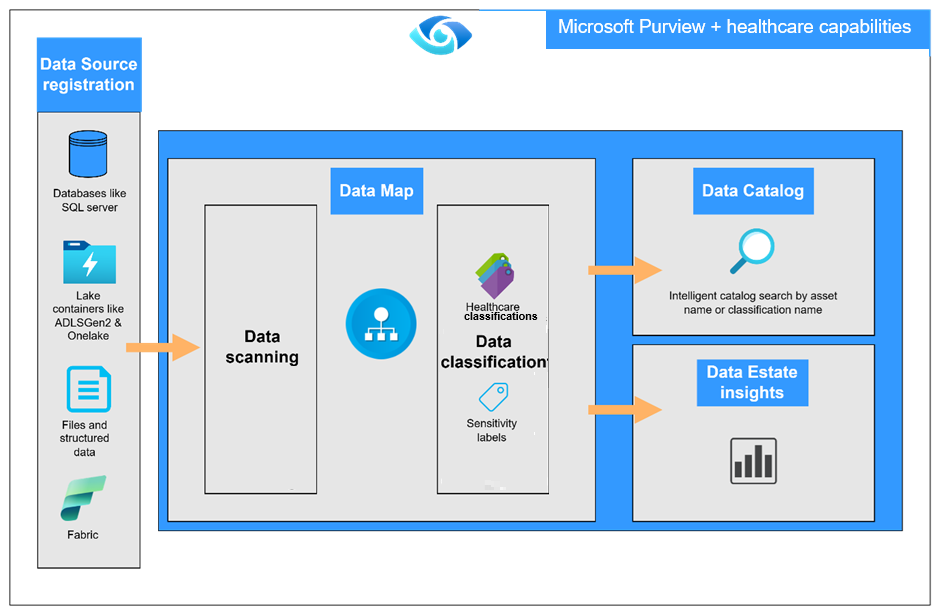 Microsoft Purview + healthcare capabilities
Data Source
registration
Databases like
SQL server
Lake
containers like
ADLSGen2 &
Onelake
Files and
structured
data
Fabric
Data Map
Data
scanning
Healthcare
classifications
Data
classification
Sensitivity
labels
Data Catalog
Intelligent catalog search by asset
name or classification name
Data Estate
insights